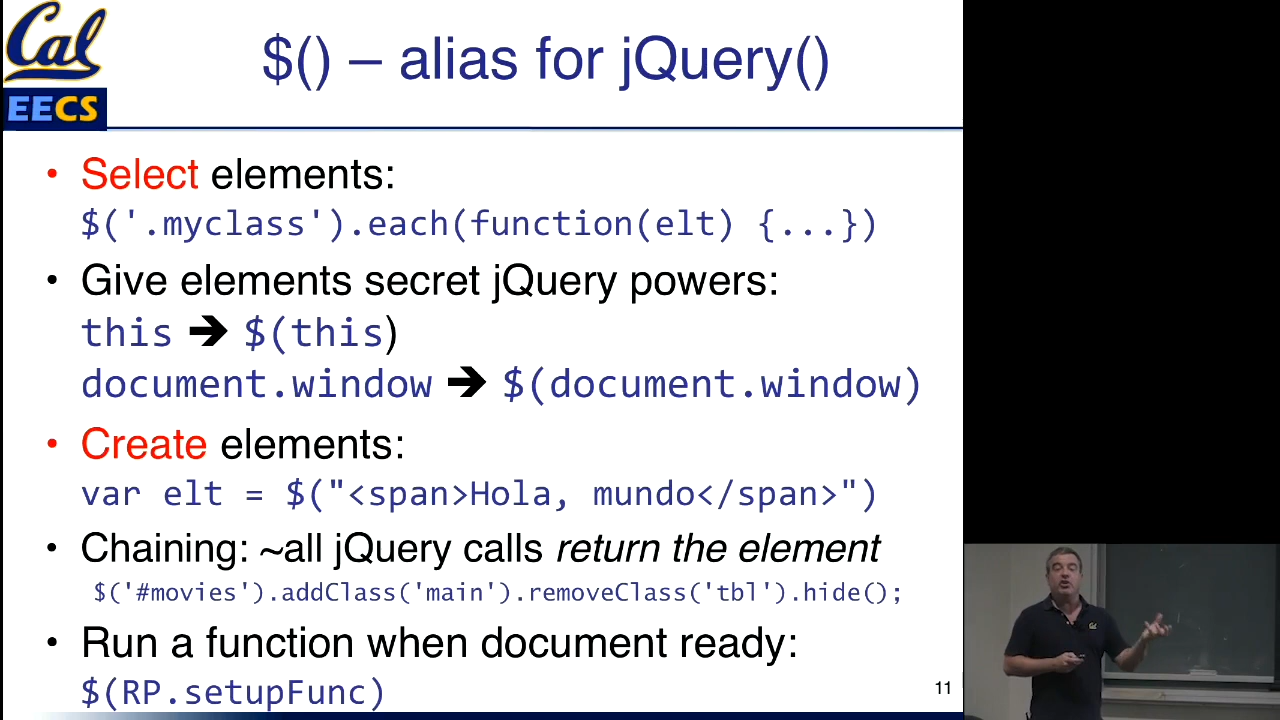 Cal
EECS
$() – alias for jQuery()
• Select elements:
$('.myclass').each(function(elt) {...})
• Give elements secret jQuery powers:
this ➔ $(this)
document.window ➔ $(document.window)
• Create elements:
var elt = $("<span>Hola, mundo</span>")
• Chaining: ~all jQuery calls return the element
$('#movies').addClass('main').removeClass('tbl').hide();
• Run a function when document ready:
$(RP.setupFunc)
11
Cal